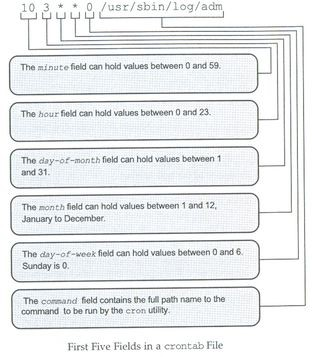 10 3 * * 0 /usr/sbin/log/adm
The minute field can hold values between 0 and 59.
The hour field can hold values between 0 and 23.
The day-of-month field can hold values between 1
and 31.
The month field can hold values between 1 and 12,
January to December.
The day-of-week field can hold values between 0 and 6.
Sunday is 0.
The command field contains the full path name to the
command to be run by the cron utility.
First Five Fields in a crontab File